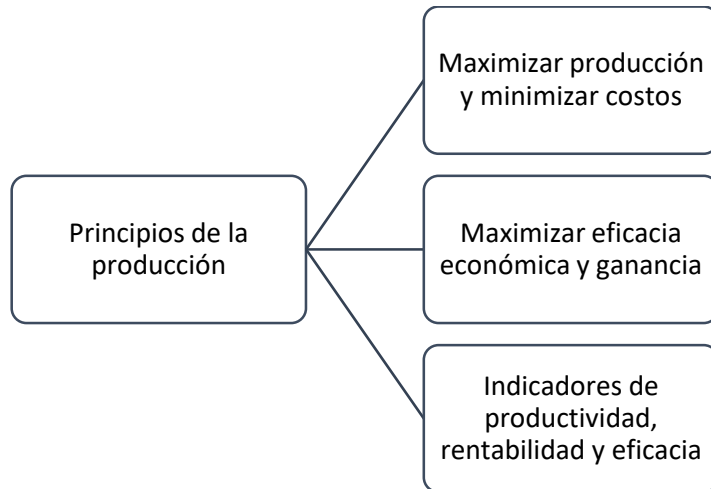 Principios de la
producción
Maximizar producción
y minimizar costos
Maximizar eficacia
económica y ganancia
Indicadores de
productividad,
rentabilidad y eficacia